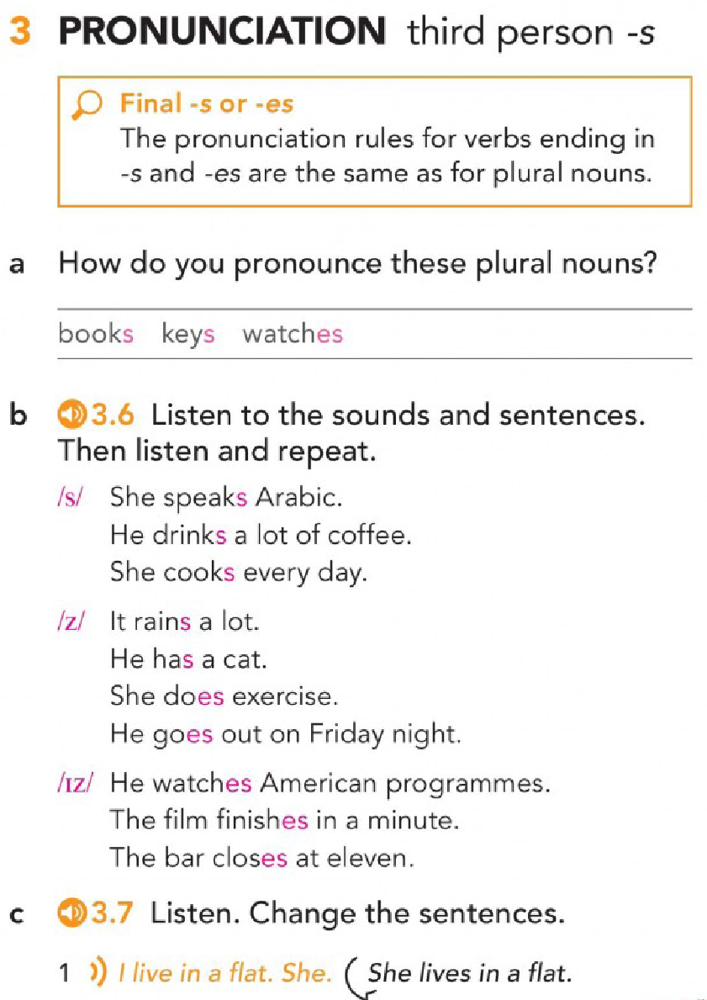 3 PRONUNCIATION third person -s
Final -s or -es
The pronunciation rules for verbs ending in
-s and -es are the same as for plural nouns.
a How do you pronounce these plural nouns?
books keys watches
b 3.6 Listen to the sounds and sentences.
Then listen and repeat.
/s/ She speaks Arabic.
He drinks a lot of coffee.
She cooks every day.
/z/ It rains a lot.
He has a cat.
She does exercise.
He goes out on Friday night.
/ɪz/ He watches American programmes.
The film finishes in a minute.
The bar closes at eleven.
c 3.7 Listen. Change the sentences.
1 I live in a flat. She. She lives in a flat.